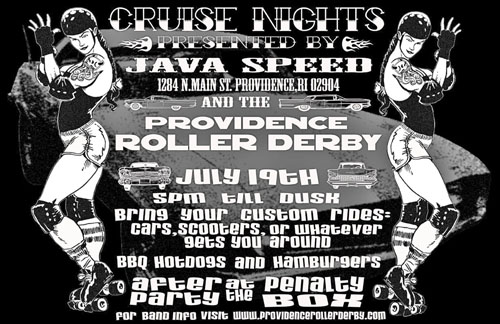 CRUISE NIGHTS
PRESENTED BY
JAVA SPEED
1284 N.MAIN ST. PROVIDENCE,RI 02904
AND THE
PROVIDENCE
ROLLER DERBY
JULY 19TH
5PM TILL DUSK
BRING YOUR CUSTOM RIDES:
CARS,SCOOTERS, OR WHATEVER
GETS YOU AROUND
BBQ HOTDOGS AND HAMBURGERS
AFTER PARTY AT THE PENALTY BOX
FOR BAND INFO VISIT WWW.PROVIDENCEROLLERDERBY.COM